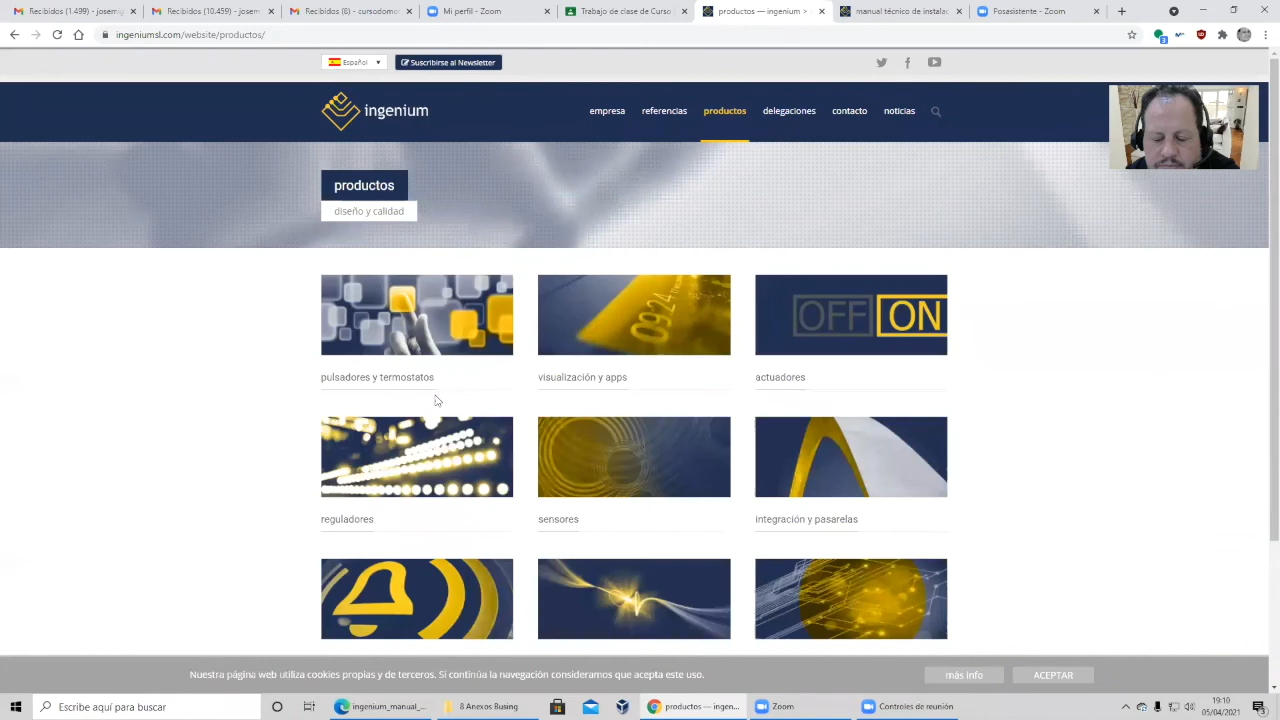 Recibidos (1.499) - josem
Recibidos (10.459) - josem
Recibidos (8) - cursodomo
Mi perfil - Zoom
Trabajo de clase de Curso
productos — ingenium >
manual técnico de instalac
Posasistente - Zoom
ingeniumsl.com/website/productos/
Español
Suscribirse al Newsletter
ingenium
empresa
referencias
productos
delegaciones
contacto
noticias
productos
diseño y calidad
OFF ON
pulsadores y termostatos
visualización y apps
actuadores
reguladores
sensores
integración y pasarelas
Nuestra página web utiliza cookies propias y de terceros. Si continúa la navegación consideramos que acepta este uso.
más info
ACEPTAR
Escribe aquí para buscar
ingenium_manual_...
8 Anexos Busing
productos — ingen...
Zoom
Controles de reunión
19:10
05/04/2021